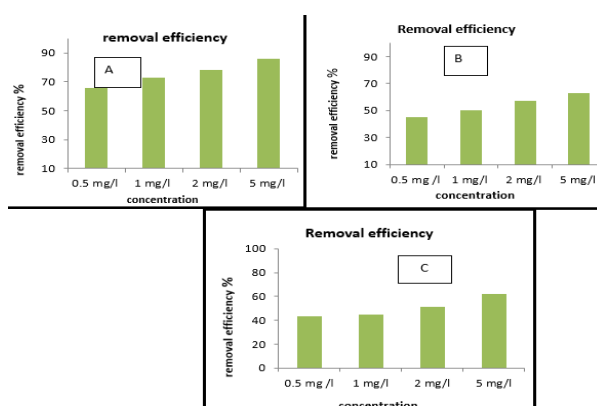 removal efficiency
A
removal efficiency %
90
70
50
30
10
0.5 mg/l 1 mg/l 2 mg/l 5 mg/l
concentration
Removal efficiency
B
removal efficiency %
90
70
50
30
10
0.5 mg /l 1 mg/l 2 mg/l 5 mg/l
concentration
Removal efficiency
C
removal efficiency %
100
80
60
40
20
0
0.5 mg /l 1 mg/l 2 mg/l 5 mg/l
concentration